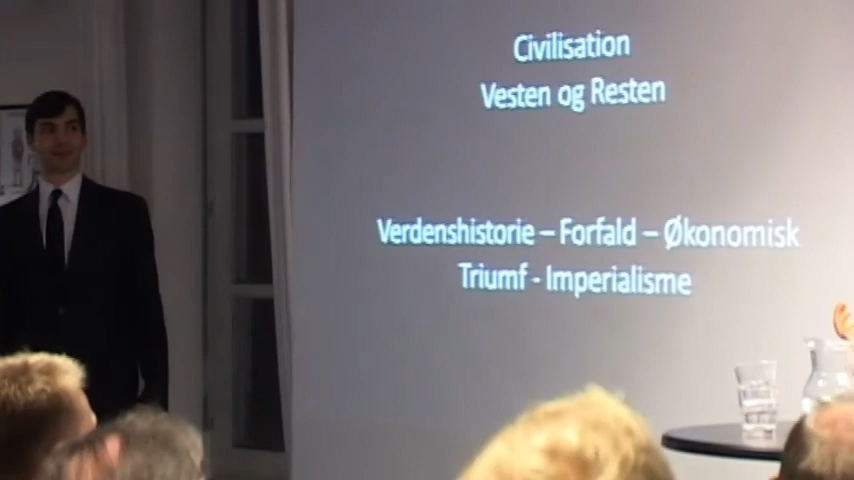 Civilisation
Vesten og Resten
Verdenshistorie – Forfald – Økonomisk
Triumf - Imperialisme